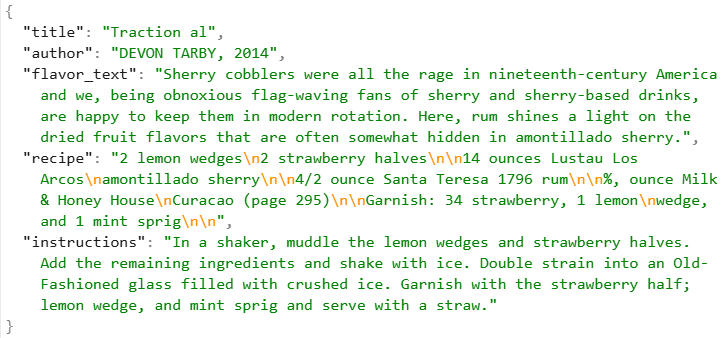 {
"title": "Traction al",
"author": "DEVON TARBY, 2014",
"flavor_text": "Sherry cobblers were all the rage in nineteenth-century America
and we, being obnoxious flag-waving fans of sherry and sherry-based drinks,
are happy to keep them in modern rotation. Here, rum shines a light on the
dried fruit flavors that are often somewhat hidden in amontillado sherry.",
"recipe": "2 lemon wedges\n2 strawberry halves\n\n14 ounces Lustau Los
Arcos\namontillado sherry\n\n4/2 ounce Santa Teresa 1796 rum\n\n%, ounce Milk
& Honey House\nCuracao (page 295)\n\nGarnish: 34 strawberry, 1 lemon\nwedge,
and 1 mint sprig\n\n",
"instructions": "In a shaker, muddle the lemon wedges and strawberry halves.
Add the remaining ingredients and shake with ice. Double strain into an Old-
Fashioned glass filled with crushed ice. Garnish with the strawberry half;
lemon wedge, and mint sprig and serve with a straw."
}